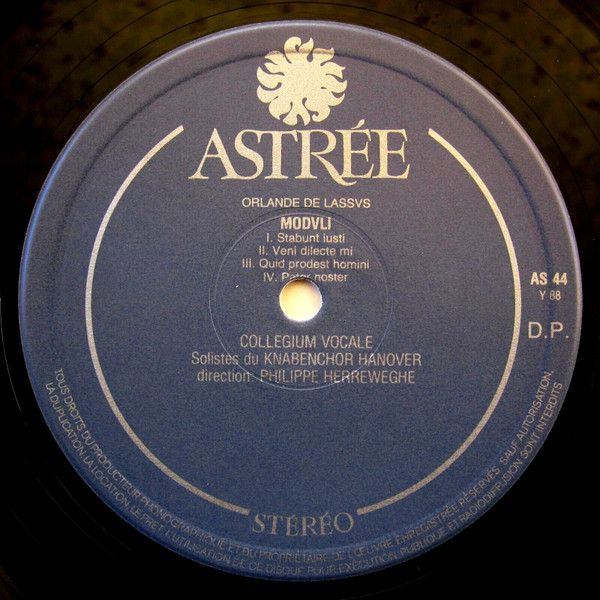 ASTRÉE
ORLANDE DE LASSVS
MODVLI
I. Stabunt iusti
II. Veni dilecte mi
III. Quid prodest homini
IV. Pater noster
AS 44
Y 88
D.P.
COLLEGIUM VOCALE
Solistes du KNABENCHOR HANOVER
direction: PHILIPPE HERREWEGHE
STÉRÉO
TOUS DROITS DU PRODUCTEUR PHONOGRAPHIQUE ET DU PROPRIÉTAIRE DE L'ŒUVRE ENREGISTRÉE RÉSERVÉS. SAUF AUTORISATION,
LA DUPLICATION, LA LOCATION, LE PRÊT, L'UTILISATION DE CE DISQUE POUR EXÉCUTION PUBLIQUE ET RADIODIFFUSION SONT INTERDITS